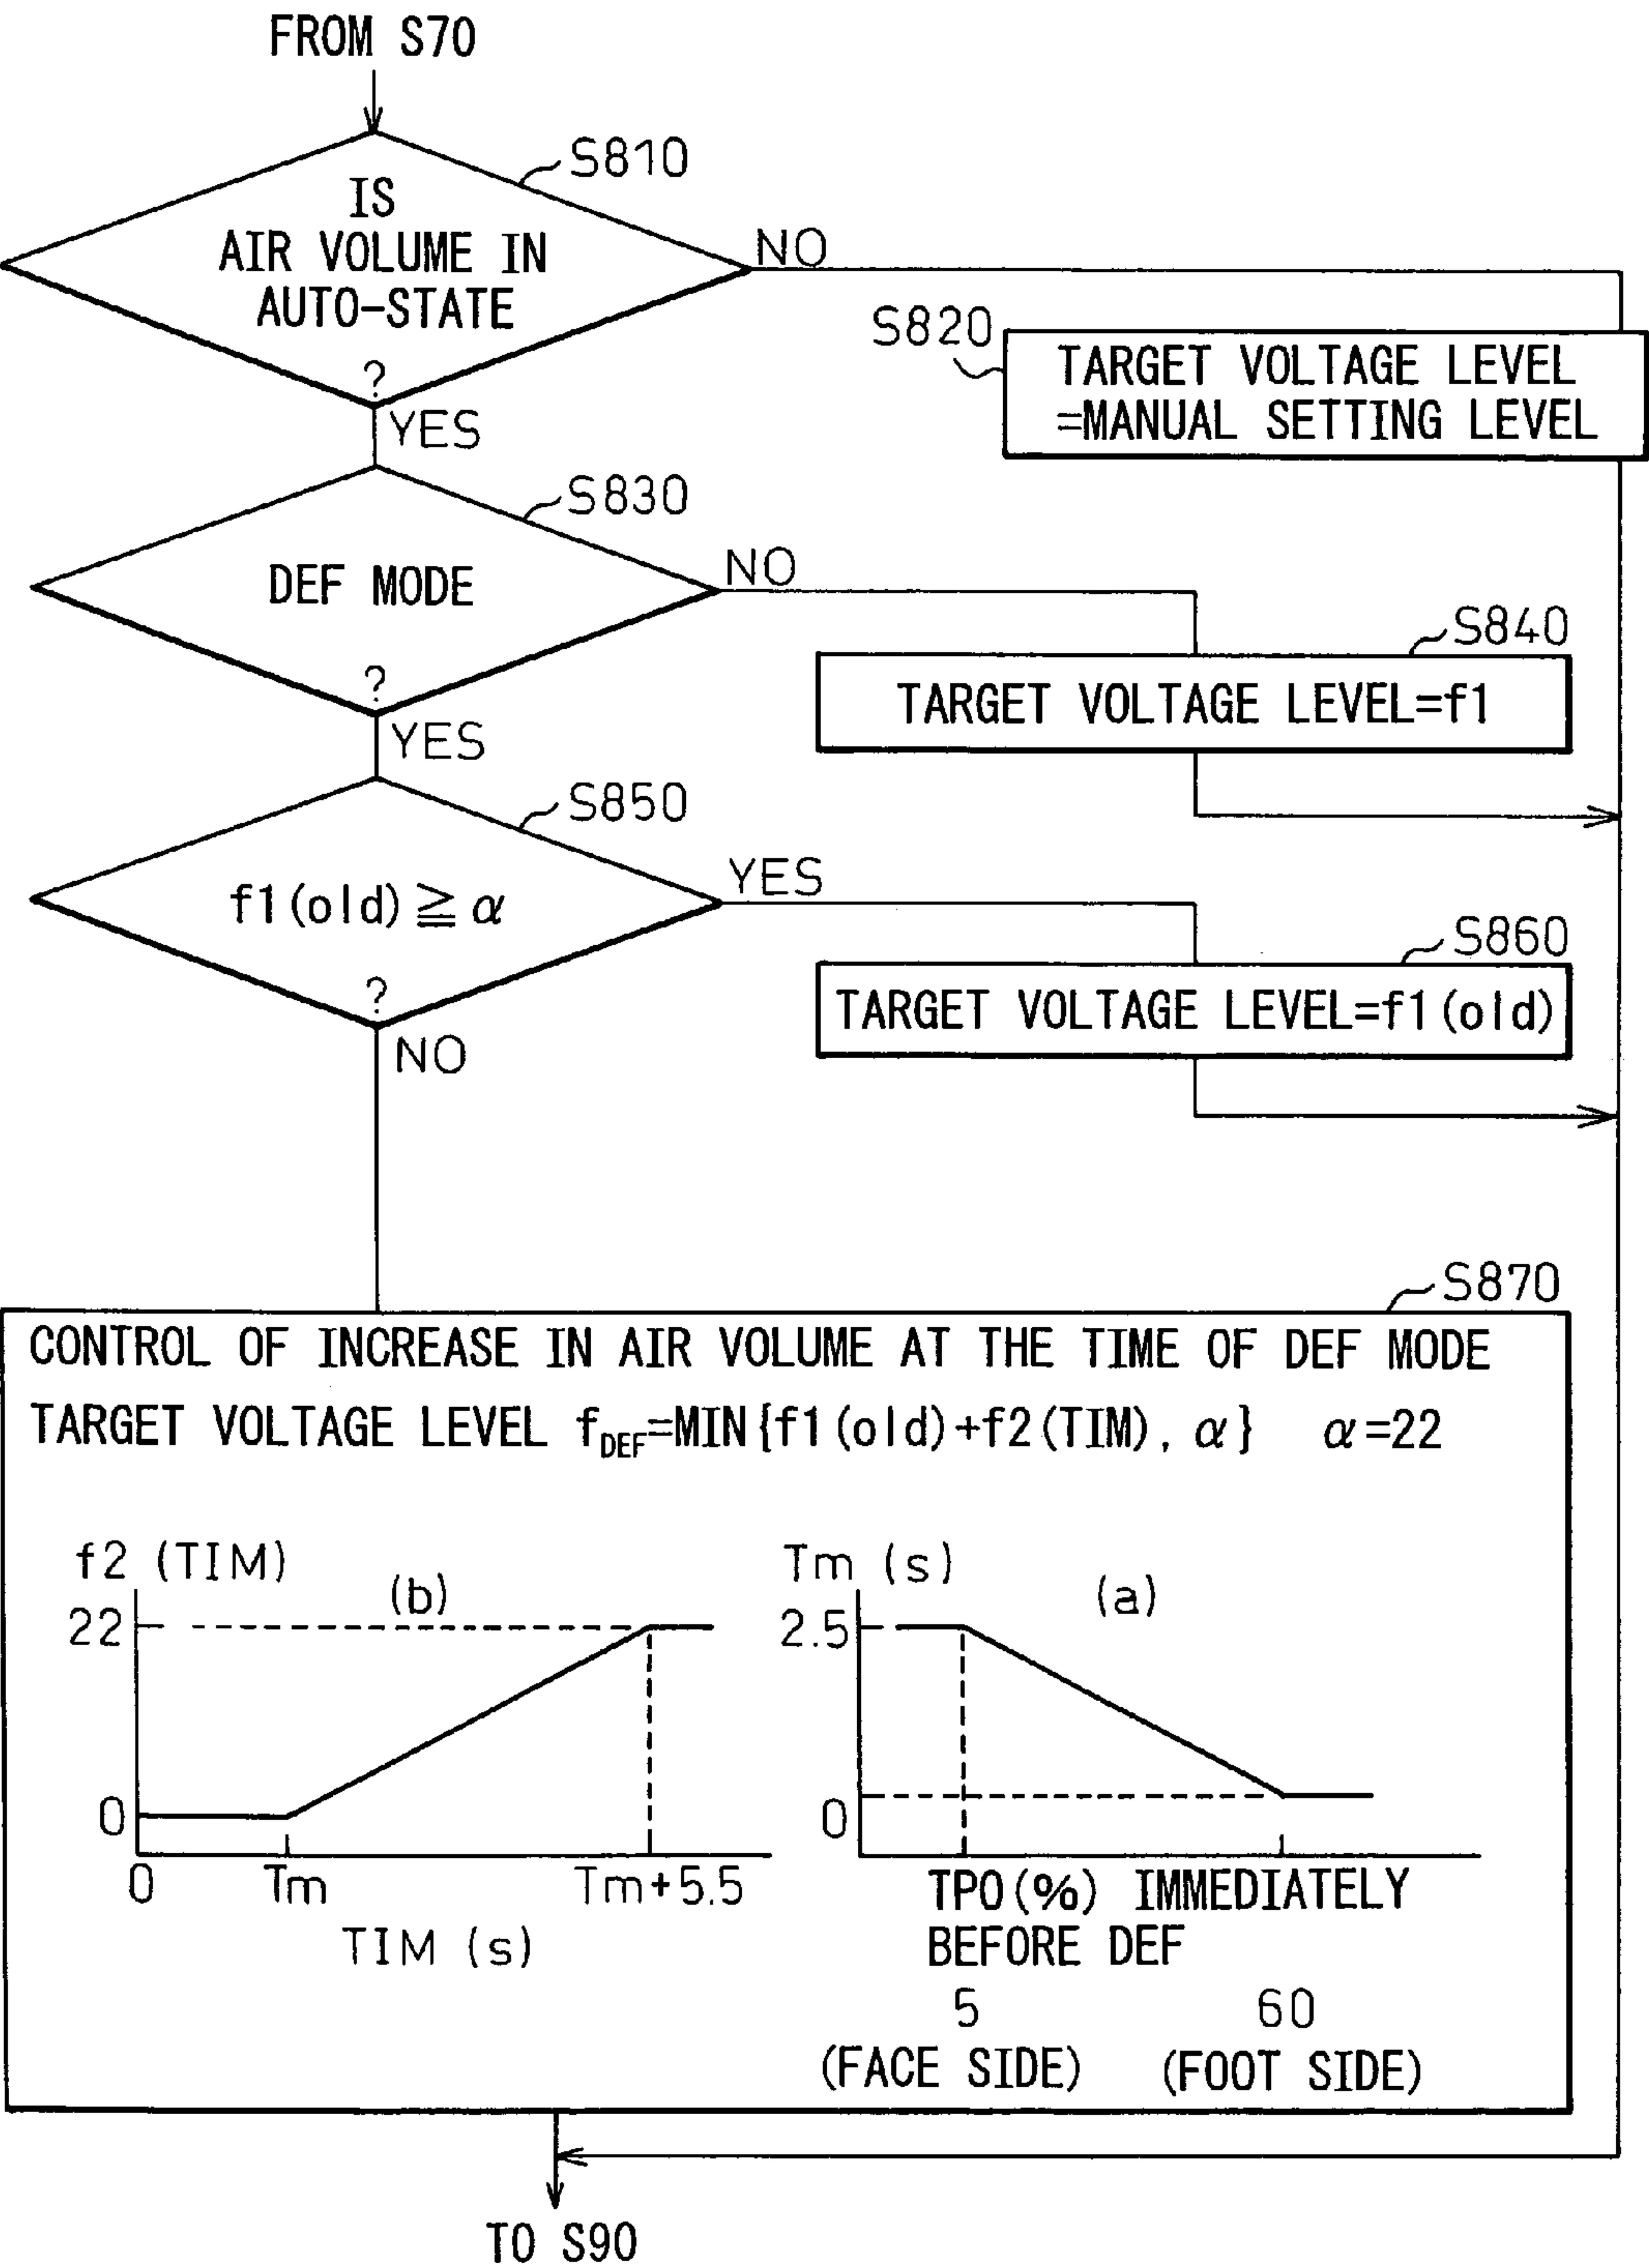 FROM S70
S810
IS
AIR VOLUME IN
AUTO-STATE
?
NO
YES
S820
TARGET VOLTAGE LEVEL
=MANUAL SETTING LEVEL
S830
DEF MODE
?
NO
YES
S840
TARGET VOLTAGE LEVEL=f1
S850
f1(old)≧α
?
YES
NO
S860
TARGET VOLTAGE LEVEL=f1(old)
S870
CONTROL OF INCREASE IN AIR VOLUME AT THE TIME OF DEF MODE
TARGET VOLTAGE LEVEL fDEF=MIN{f1(old)+f2(TIM), α} α=22
f2 (TIM)
(b)
22
0
0 Tm Tm+5.5
TIM (s)
Tm (s)
(a)
2.5
0
TPO(%) IMMEDIATELY
BEFORE DEF
5 60
(FACE SIDE) (FOOT SIDE)
TO S90